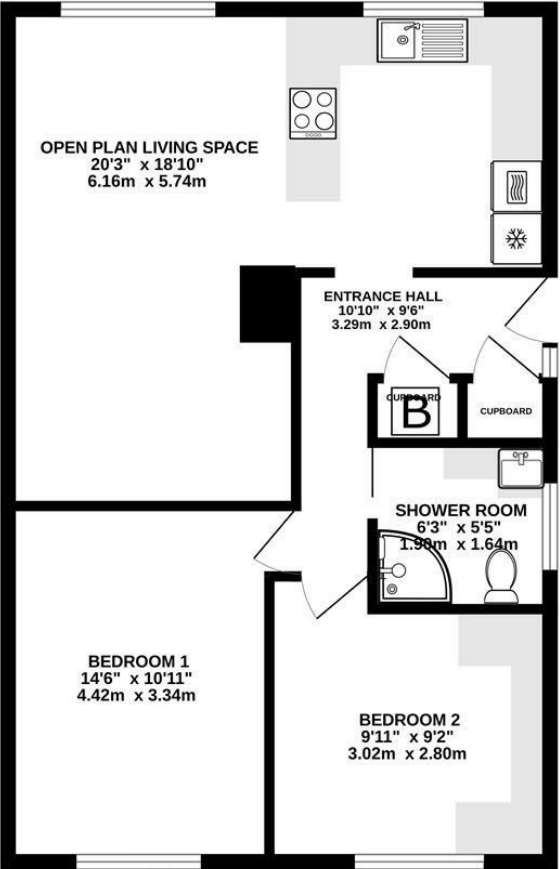 OPEN PLAN LIVING SPACE
20'3" x 18'10"
6.16m x 5.74m
ENTRANCE HALL
10'10" x 9'6"
3.29m x 2.90m
CUPBOARD
B
CUPBOARD
SHOWER ROOM
6'3" x 5'5"
1.90m x 1.64m
BEDROOM 1
14'6" x 10'11"
4.42m x 3.34m
BEDROOM 2
9'11" x 9'2"
3.02m x 2.80m